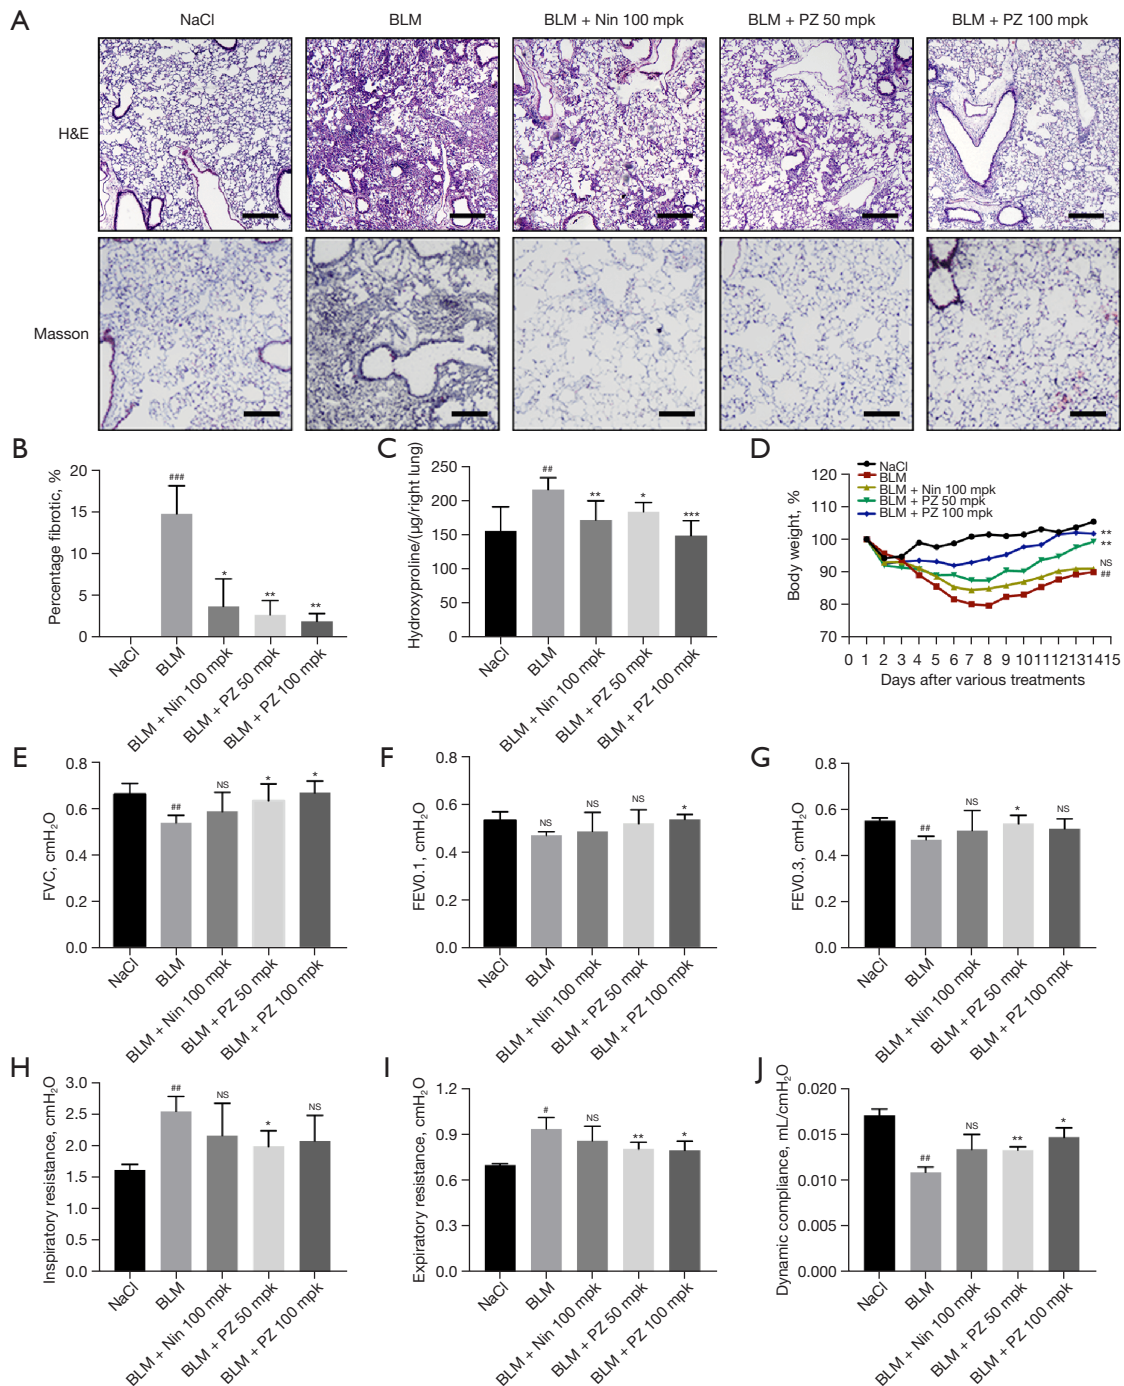 A
NaCl
BLM
BLM + Nin 100 mpk
BLM + PZ 50 mpk
BLM + PZ 100 mpk
H&E
Masson
B
Percentage fibrotic, %
20
15
10
5
0
###
*
**
**
NaCl
BLM
BLM + Nin 100 mpk
BLM + PZ 50 mpk
BLM + PZ 100 mpk
C
Hydroxyproline/(μg/right lung)
250
200
150
100
50
0
##
**
*
***
NaCl
BLM
BLM + Nin 100 mpk
BLM + PZ 50 mpk
BLM + PZ 100 mpk
D
Body weight, %
120
110
100
90
80
70
NaCl
BLM
BLM + Nin 100 mpk
BLM + PZ 50 mpk
BLM + PZ 100 mpk
**
**
NS
##
0 1 2 3 4 5 6 7 8 9 10 11 12 13 14 15
Days after various treatments
E
FVC, cmH₂O
0.8
0.6
0.4
0.2
0.0
##
NS
*
*
NaCl
BLM
BLM + Nin 100 mpk
BLM + PZ 50 mpk
BLM + PZ 100 mpk
F
FEV0.1, cmH₂O
0.8
0.6
0.4
0.2
0.0
NS
NS
NS
*
NaCl
BLM
BLM + Nin 100 mpk
BLM + PZ 50 mpk
BLM + PZ 100 mpk
G
FEV0.3, cmH₂O
0.8
0.6
0.4
0.2
0.0
##
NS
*
NS
NaCl
BLM
BLM + Nin 100 mpk
BLM + PZ 50 mpk
BLM + PZ 100 mpk
H
Inspiratory resistance, cmH₂O
3.0
2.5
2.0
1.5
1.0
0.5
0.0
##
NS
*
NS
NaCl
BLM
BLM + Nin 100 mpk
BLM + PZ 50 mpk
BLM + PZ 100 mpk
I
Expiratory resistance, cmH₂O
1.2
0.9
0.6
0.3
0.0
#
NS
**
*
NaCl
BLM
BLM + Nin 100 mpk
BLM + PZ 50 mpk
BLM + PZ 100 mpk
J
Dynamic compliance, mL/cmH₂O
0.020
0.015
0.010
0.005
0.000
##
NS
**
*
NaCl
BLM
BLM + Nin 100 mpk
BLM + PZ 50 mpk
BLM + PZ 100 mpk